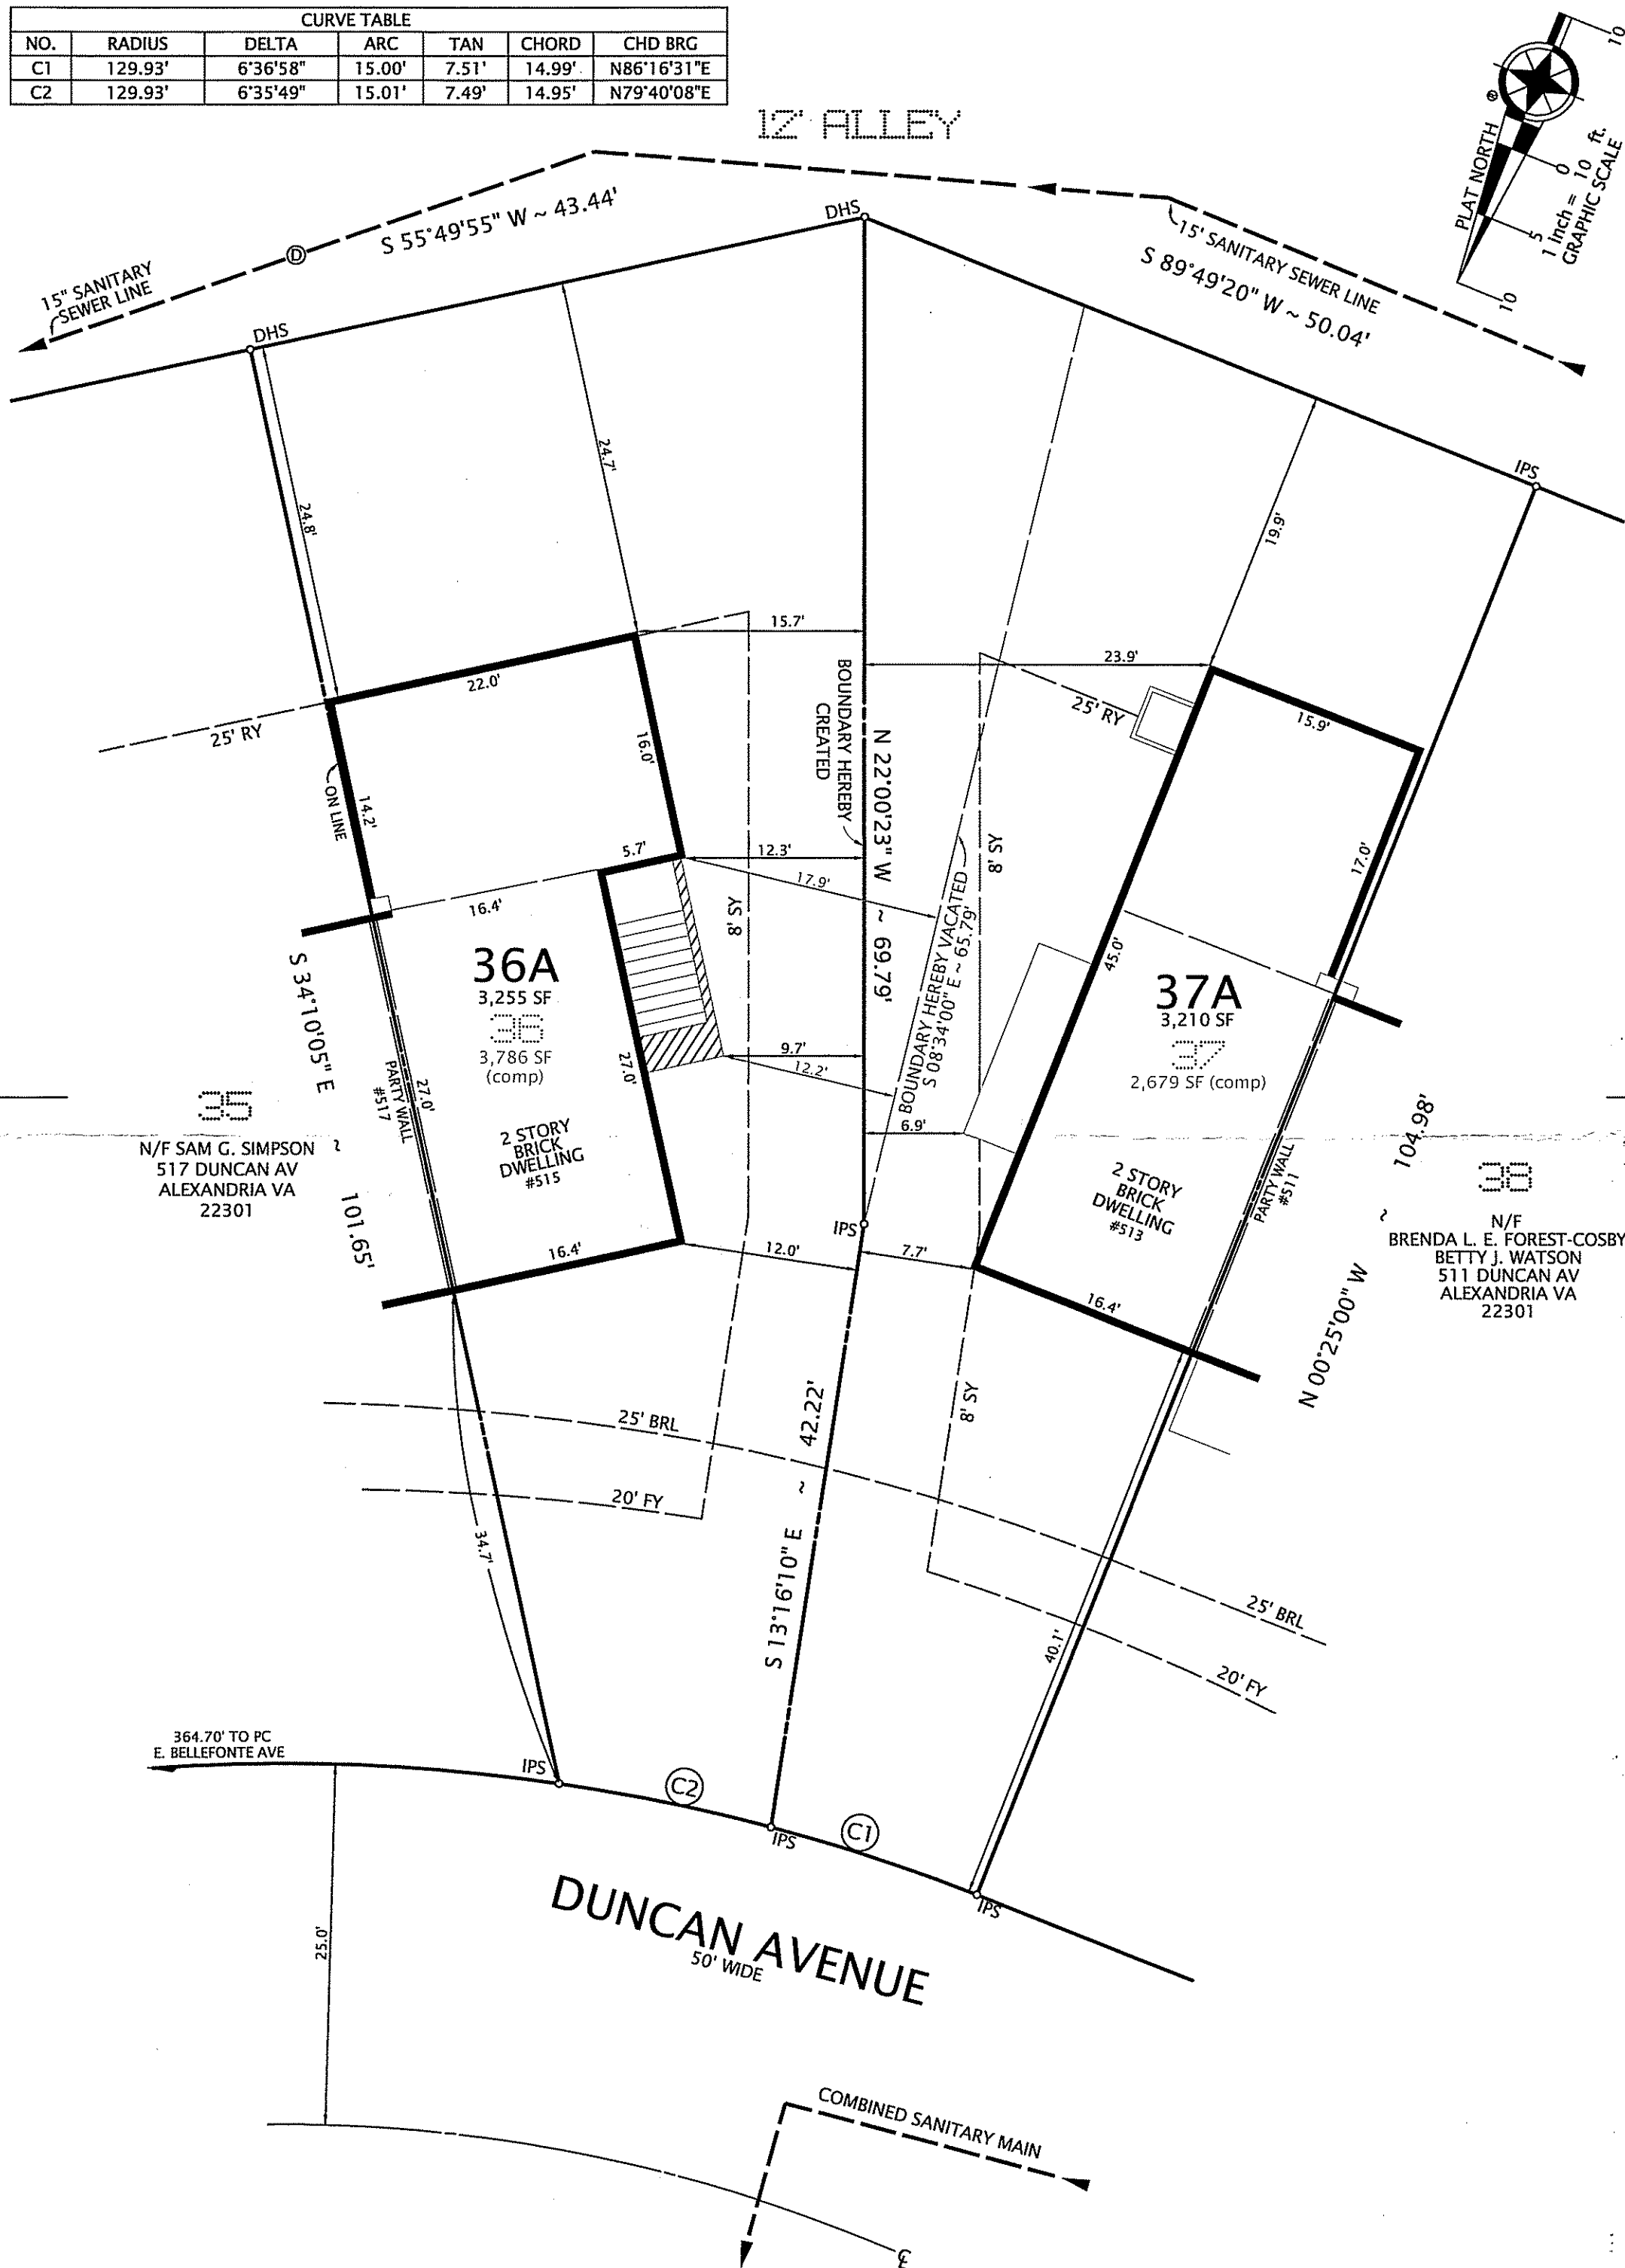 CURVE TABLE
NO. RADIUS DELTA ARC TAN CHORD CHD BRG
C1 129.93' 6°36'58" 15.00' 7.51' 14.99' N86°16'31"E
C2 129.93' 6°35'49" 15.01' 7.49' 14.95' N79°40'08"E
12' ALLEY
PLAT NORTH
10
5
0
10
1 inch = 10 ft.
GRAPHIC SCALE
15" SANITARY
SEWER LINE
D
S 55°49'55" W ~ 43.44'
DHS
DHS
15' SANITARY SEWER LINE
S 89°49'20" W ~ 50.04'
IPS
24.8'
24.7'
19.9'
15.7'
23.9'
22.0'
25' RY
25' RY
15.9'
16.0'
14.2'
ON LINE
BOUNDARY HEREBY
CREATED
N 22°00'23" W ~ 69.79'
8' SY
8' SY
17.0'
5.7'
12.3'
17.9'
16.4'
BOUNDARY HEREBY VACATED
S 08°34'00" E ~ 65.79'
45.0'
36A
3,255 SF
36
3,786 SF
(comp)
37A
3,210 SF
37
2,679 SF (comp)
S 34°10'05" E ~ 101.65'
PARTY WALL
#517
27.0'
27.0'
9.7'
12.2'
6.9'
2 STORY
BRICK
DWELLING
#515
2 STORY
BRICK
DWELLING
#513
PARTY WALL
#511
N 00°25'00" W ~ 104.98'
35
N/F SAM G. SIMPSON
517 DUNCAN AV
ALEXANDRIA VA
22301
38
N/F
BRENDA L. E. FOREST-COSBY
BETTY J. WATSON
511 DUNCAN AV
ALEXANDRIA VA
22301
IPS
16.4'
12.0'
7.7'
16.4'
8' SY
25' BRL
20' FY
S 13°16'10" E ~ 42.22'
34.7'
40.1'
25' BRL
20' FY
364.70' TO PC
E. BELLEFONTE AVE
IPS
C2
IPS
C1
IPS
25.0'
DUNCAN AVENUE
50' WIDE
COMBINED SANITARY MAIN